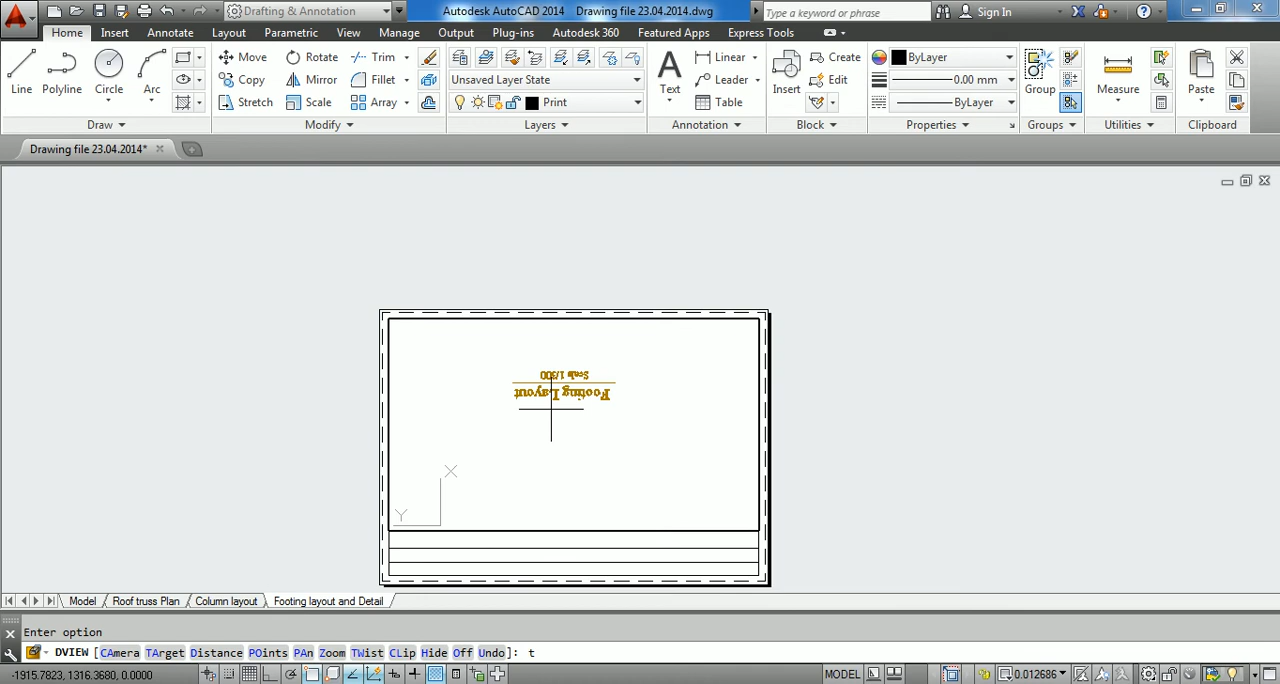 Drafting & Annotation
Autodesk AutoCAD 2014 Drawing file 23.04.2014.dwg
Type a keyword or phrase
Sign In
Home Insert Annotate Layout Parametric View Manage Output Plug-ins Autodesk 360 Featured Apps Express Tools
Line Polyline Circle Arc
Draw
Move Rotate Trim
Copy Mirror Fillet
Stretch Scale Array
Modify
Unsaved Layer State
Print
Layers
Text
Linear
Leader
Table
Annotation
Insert
Create
Edit
Block
ByLayer
0.00 mm
ByLayer
Properties
Group
Groups
Measure
Utilities
Paste
Clipboard
Drawing file 23.04.2014*
Scale 1/300
Footing Layout
X
Y
Model Roof truss Plan Column layout Footing layout and Detail
Enter option
DVIEW [CAmera TArget Distance POints PAn Zoom TWist CLip Hide Off Undo]: t
-1915.7823, 1316.3680, 0.0000
MODEL
0.012686